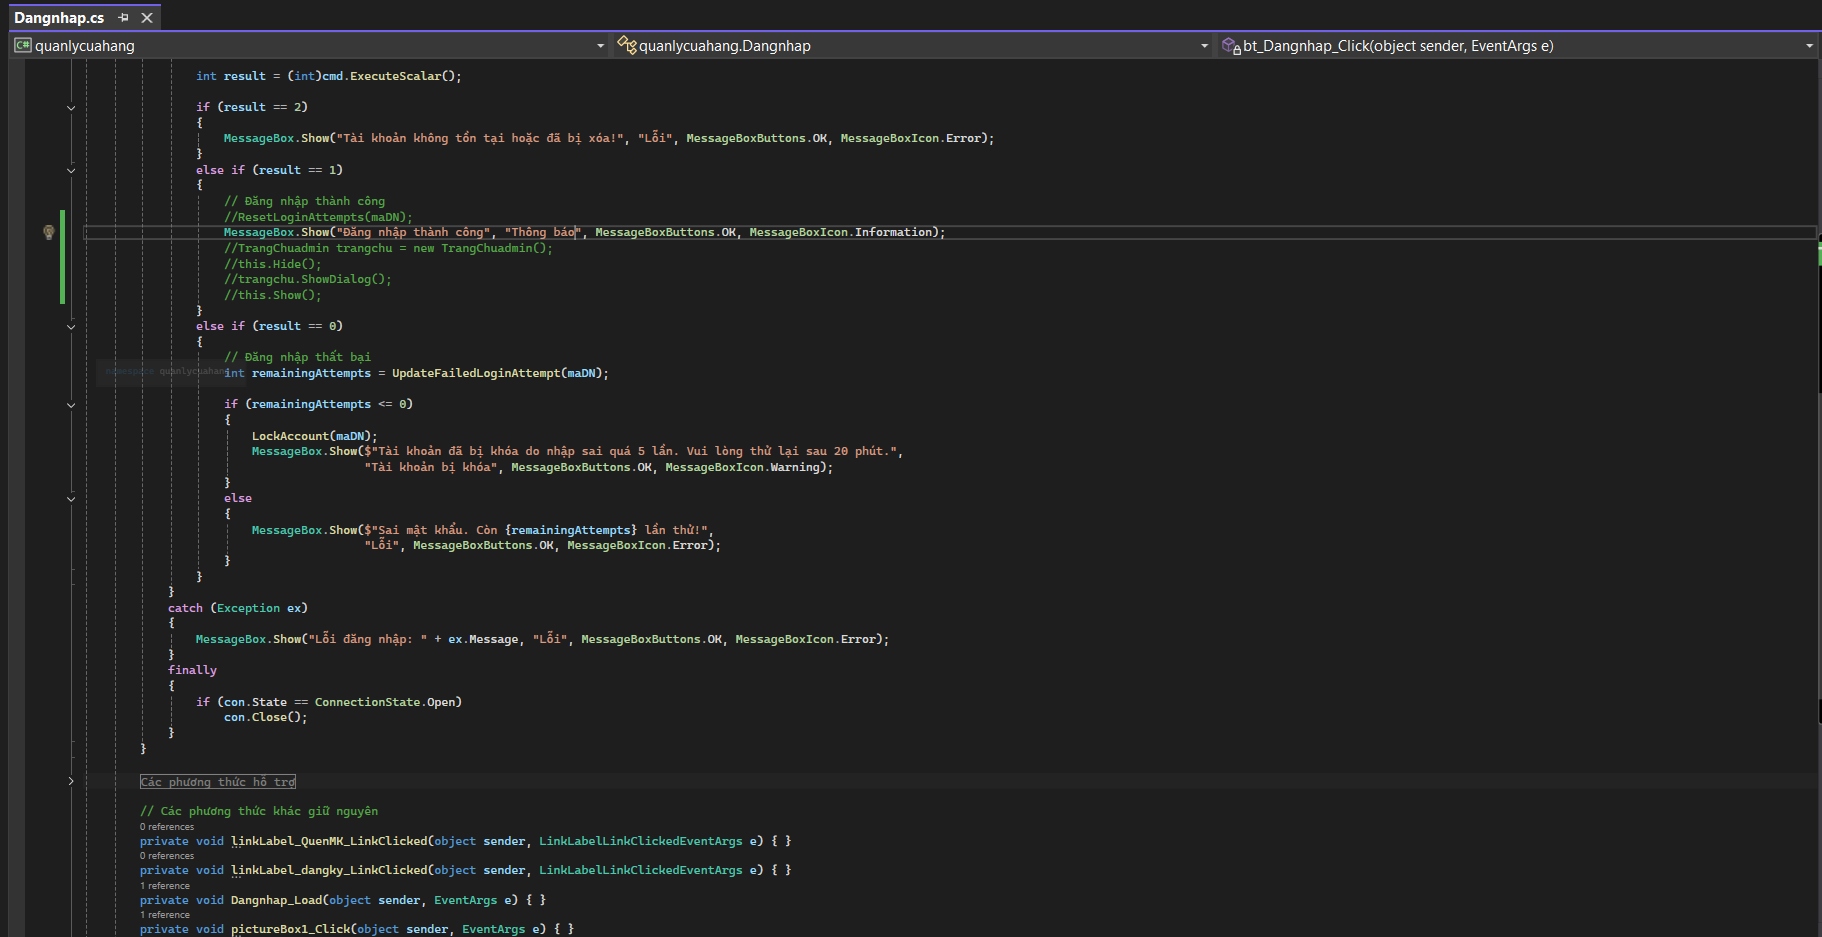 Dangnhap.cs
quanlycuahang
quanlycuahang.Dangnhap
bt_Dangnhap_Click(object sender, EventArgs e)
int result = (int)cmd.ExecuteScalar();
if (result == 2)
{
MessageBox.Show("Tài khoản không tồn tại hoặc đã bị xóa!", "Lỗi", MessageBoxButtons.OK, MessageBoxIcon.Error);
}
else if (result == 1)
{
// Đăng nhập thành công
//ResetLoginAttempts(maDN);
MessageBox.Show("Đăng nhập thành công", "Thông báo", MessageBoxButtons.OK, MessageBoxIcon.Information);
//TrangChuadmin trangchu = new TrangChuadmin();
//this.Hide();
//trangchu.ShowDialog();
//this.Show();
}
else if (result == 0)
{
// Đăng nhập thất bại
namespace quanlycuahang
int remainingAttempts = UpdateFailedLoginAttempt(maDN);
if (remainingAttempts <= 0)
{
LockAccount(maDN);
MessageBox.Show($"Tài khoản đã bị khóa do nhập sai quá 5 lần. Vui lòng thử lại sau 20 phút.",
"Tài khoản bị khóa", MessageBoxButtons.OK, MessageBoxIcon.Warning);
}
else
{
MessageBox.Show($"Sai mật khẩu. Còn {remainingAttempts} lần thử!",
"Lỗi", MessageBoxButtons.OK, MessageBoxIcon.Error);
}
}
}
catch (Exception ex)
{
MessageBox.Show("Lỗi đăng nhập: " + ex.Message, "Lỗi", MessageBoxButtons.OK, MessageBoxIcon.Error);
}
finally
{
if (con.State == ConnectionState.Open)
con.Close();
}
}
Các phương thức hỗ trợ
// Các phương thức khác giữ nguyên
0 references
private void linkLabel_QuenMK_LinkClicked(object sender, LinkLabelLinkClickedEventArgs e) { }
0 references
private void linkLabel_dangky_LinkClicked(object sender, LinkLabelLinkClickedEventArgs e) { }
1 reference
private void Dangnhap_Load(object sender, EventArgs e) { }
1 reference
private void pictureBox1_Click(object sender, EventArgs e) { }